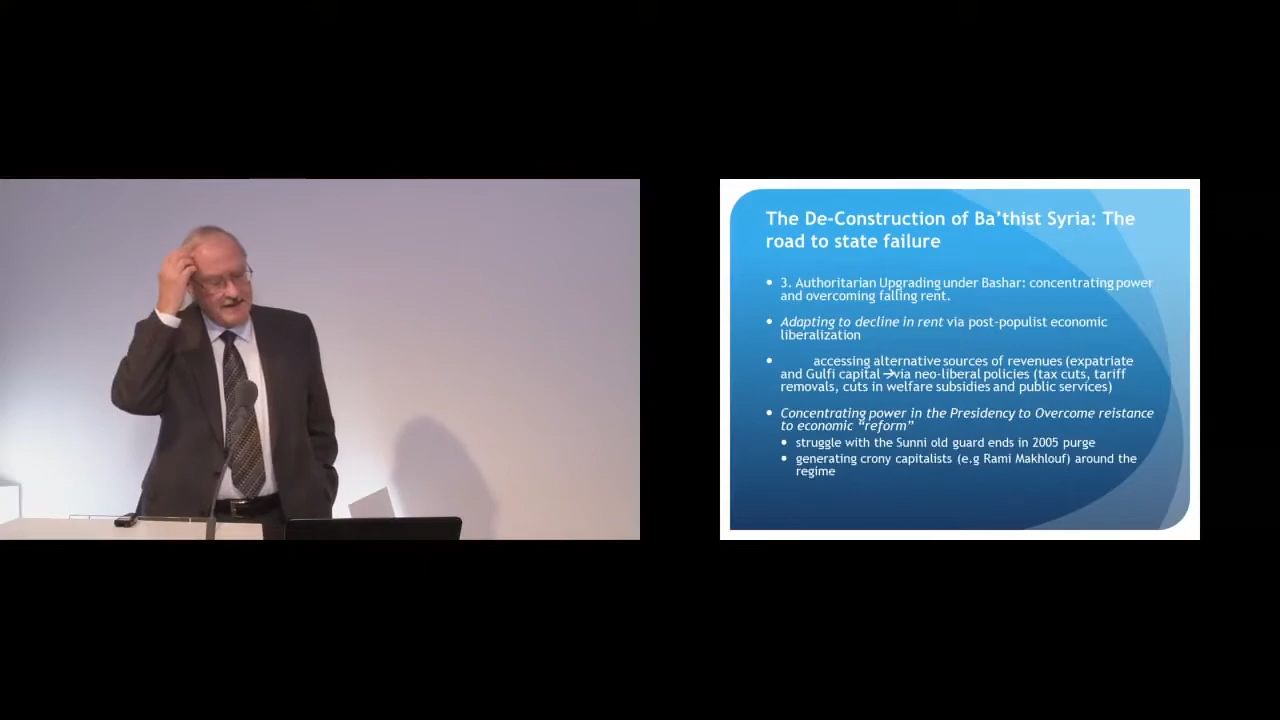 The De-Construction of Ba’thist Syria: The
road to state failure
• 3. Authoritarian Upgrading under Bashar: concentrating power
and overcoming falling rent.
• Adapting to decline in rent via post-populist economic
liberalization
• accessing alternative sources of revenues (expatriate
and Gulfi capital →via neo-liberal policies (tax cuts, tariff
removals, cuts in welfare subsidies and public services)
• Concentrating power in the Presidency to Overcome reistance
to economic “reform”
• struggle with the Sunni old guard ends in 2005 purge
• generating crony capitalists (e.g Rami Makhlouf) around the
regime